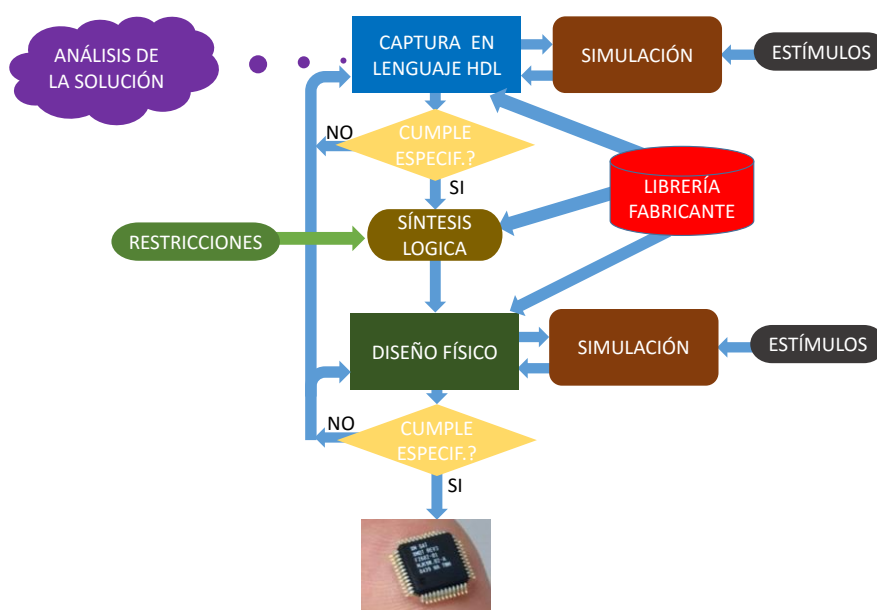 ANÁLISIS DE
LA SOLUCIÓN
CAPTURA EN
LENGUAJE HDL
SIMULACIÓN
ESTÍMULOS
NO
CUMPLE
ESPECIF.?
SI
LIBRERÍA
FABRICANTE
RESTRICCIONES
SÍNTESIS
LOGICA
DISEÑO FÍSICO
SIMULACIÓN
ESTÍMULOS
NO
CUMPLE
ESPECIF.?
SI